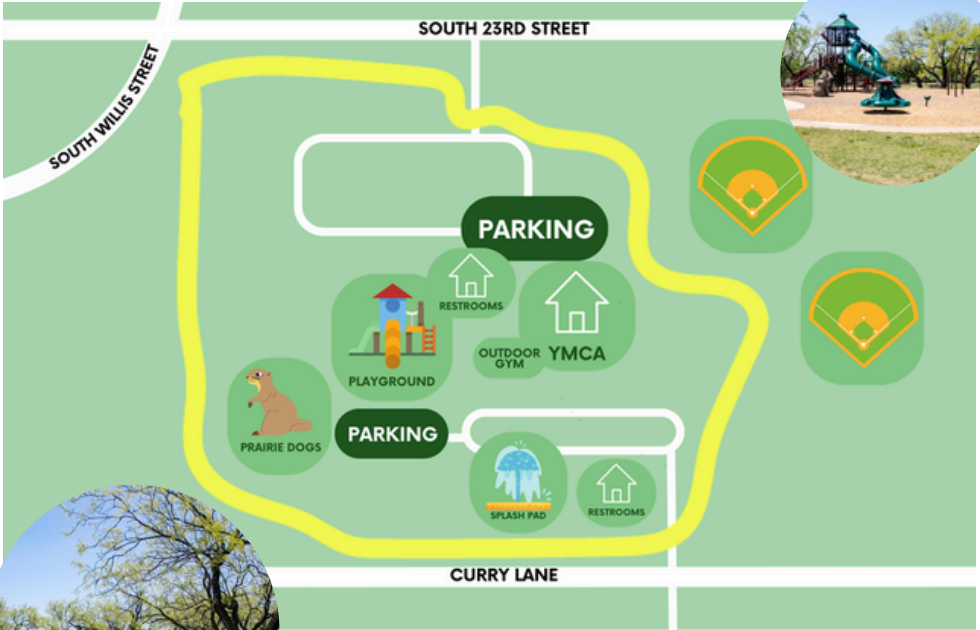 SOUTH 23RD STREET
SOUTH WILLIS STREET
PARKING
RESTROOMS
OUTDOOR
GYM
YMCA
PLAYGROUND
PRAIRIE DOGS
PARKING
SPLASH PAD
RESTROOMS
CURRY LANE